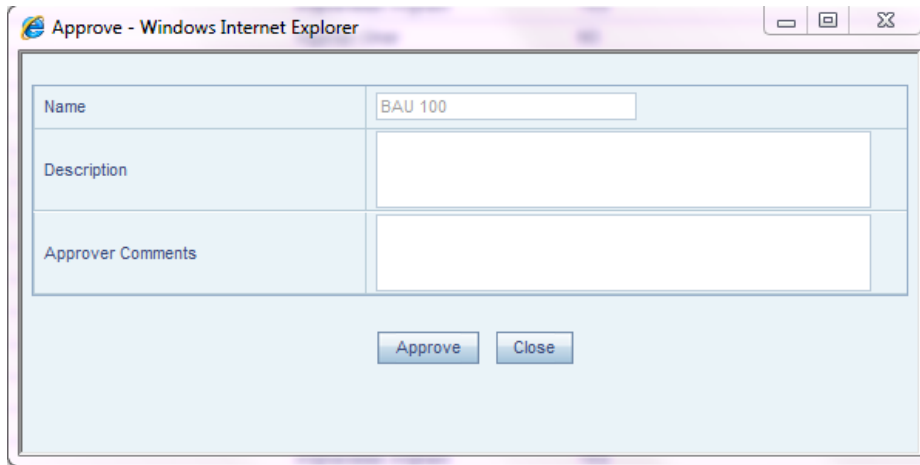 Approve - Windows Internet Explorer
Name
BAU 100
Description
Approver Comments
Approve Close